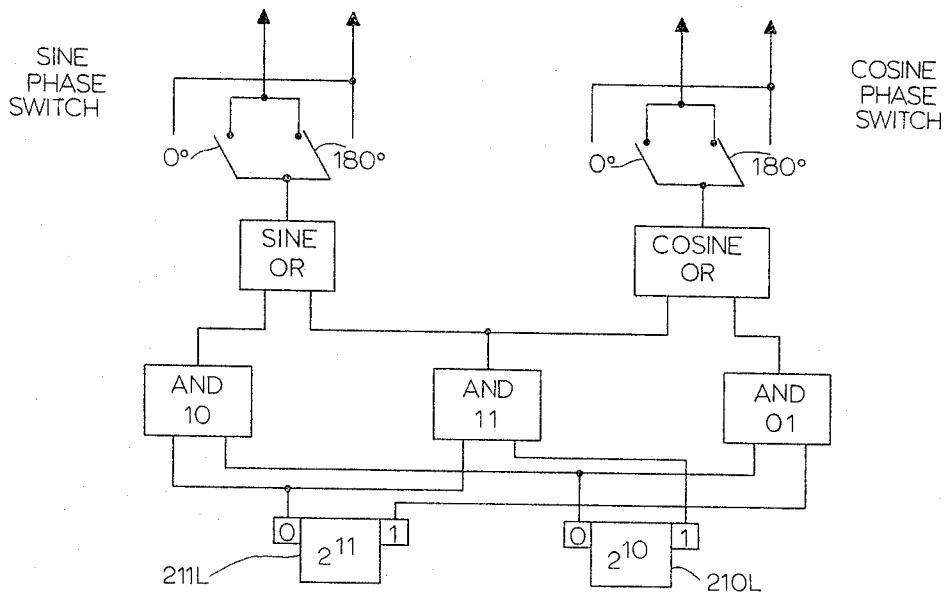 SINE
PHASE
SWITCH
COSINE
PHASE
SWITCH
0°
180°
0°
180°
SINE
OR
COSINE
OR
AND
10
AND
11
AND
01
0
2^11
1
0
2^10
1
211L
210L